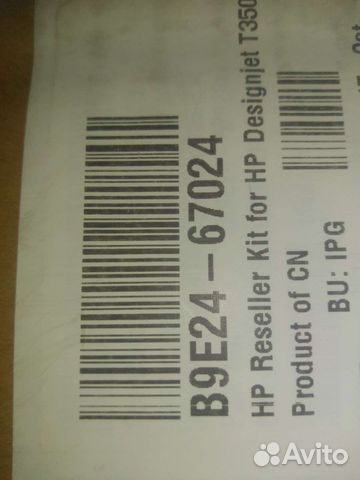 B9E24-67024
HP Reseller Kit for HP Designjet T350
Product of CN
BU: IPG
Avito